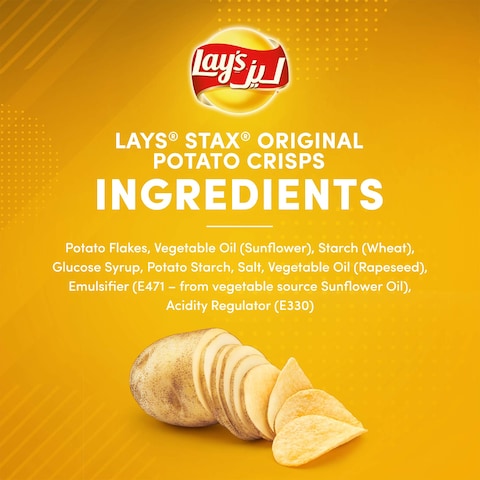 Lay's ليز
LAYS® STAX® ORIGINAL
POTATO CRISPS
INGREDIENTS
Potato Flakes, Vegetable Oil (Sunflower), Starch (Wheat),
Glucose Syrup, Potato Starch, Salt, Vegetable Oil (Rapeseed),
Emulsifier (E471 – from vegetable source Sunflower Oil),
Acidity Regulator (E330)